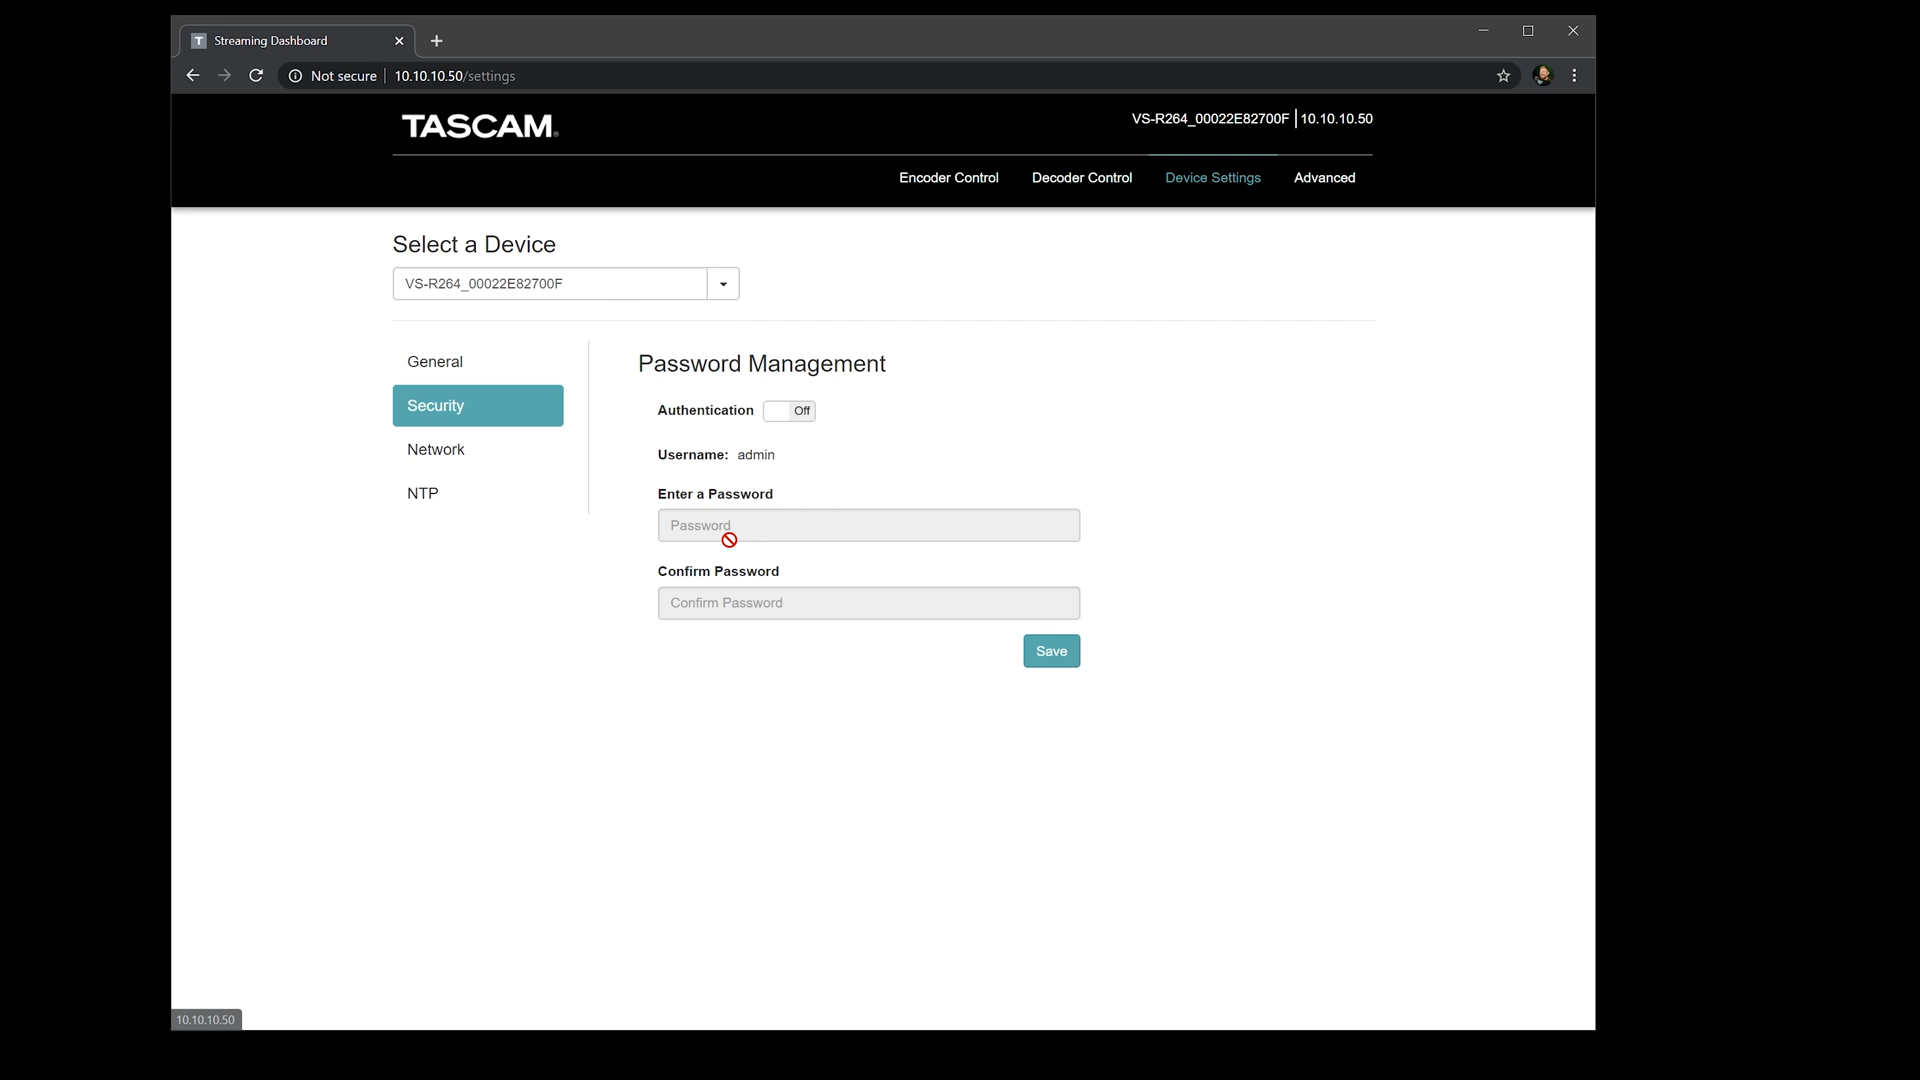 T Streaming Dashboard
Not secure 10.10.10.50/settings
TASCAM
VS-R264_00022E82700F 10.10.10.50
Encoder Control Decoder Control Device Settings Advanced
Select a Device
VS-R264_00022E82700F
General
Security
Network
NTP
Password Management
Authentication Off
Username: admin
Enter a Password
Password
Confirm Password
Confirm Password
Save
10.10.10.50